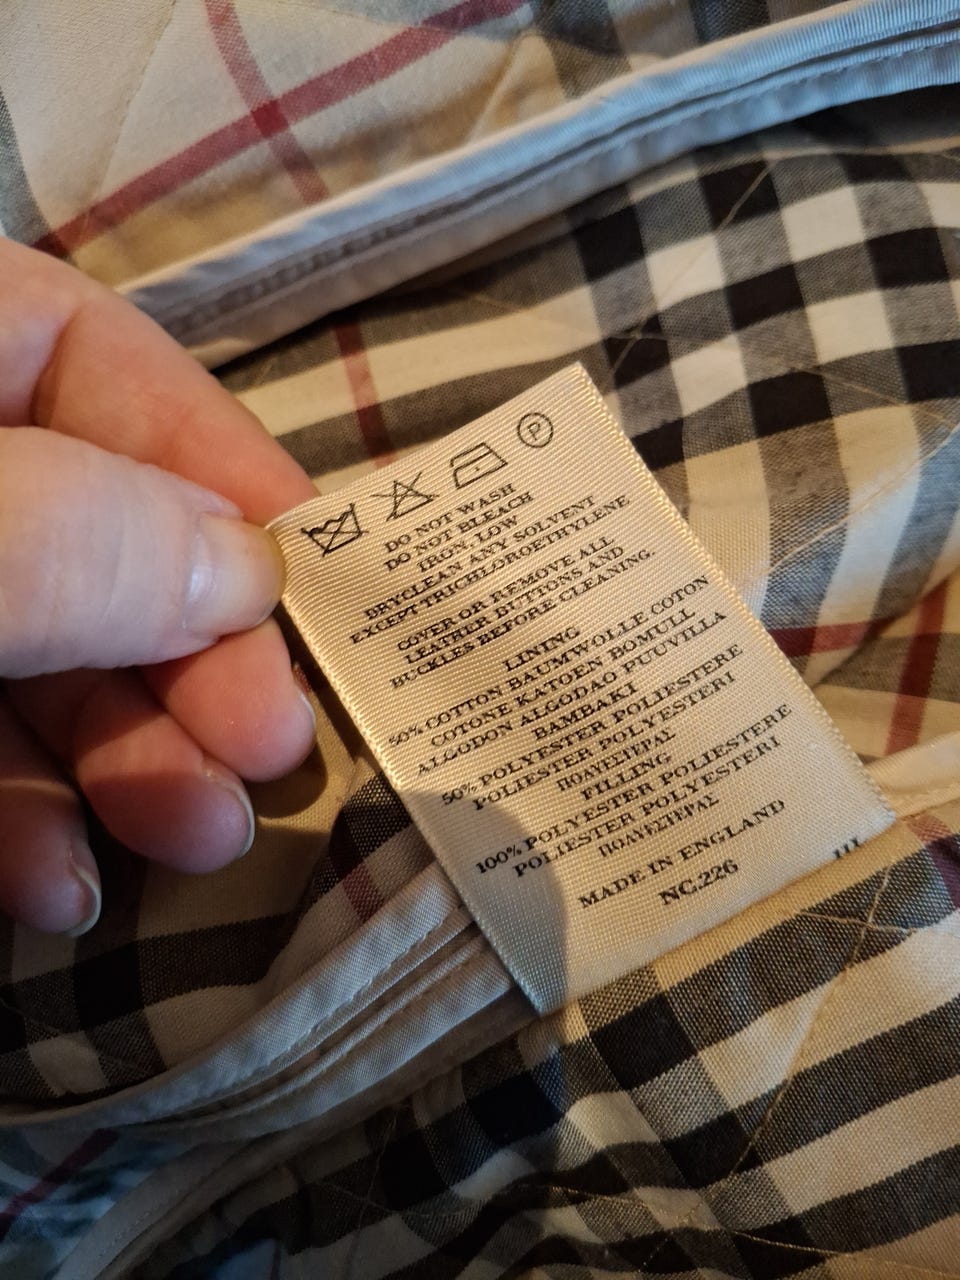 P
DO NOT WASH
DO NOT BLEACH
IRON, LOW
DRYCLEAN ANY SOLVENT
EXCEPT TRICHLOROETHYLENE
COVER OR REMOVE ALL
LEATHER BUTTONS AND
BUCKLES BEFORE CLEANING.
LINING
50% COTTON BAUMWOLLE COTON
COTONE KATOEN BOMULL
ALGODON ALGODAO PUUVILLA
BAMBAKI
50% POLYESTER POLIESTERE
POLIESTER POLYESTERI
ΠΟΛΥΕΣΤΕΡΑΣ
FILLING
100% POLYESTER POLIESTERE
POLIESTER POLYESTERI
ΠΟΛΥΕΣΤΕΡΑΣ
MADE IN ENGLAND
NC.226